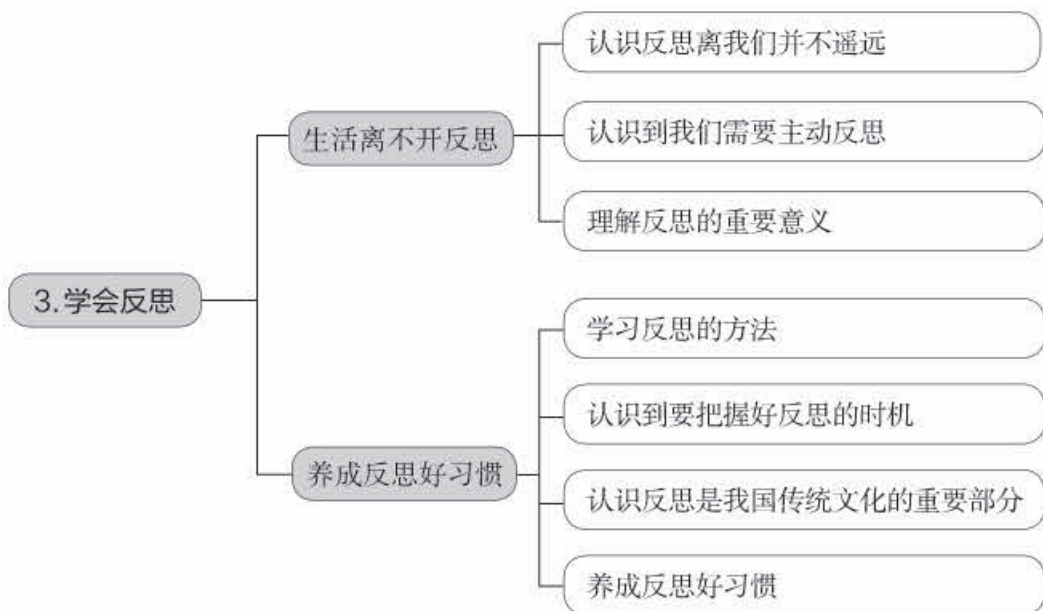 3.学会反思
生活离不开反思
认识反思离我们并不遥远
认识到我们需要主动反思
理解反思的重要意义
养成反思好习惯
学习反思的方法
认识到要把握好反思的时机
认识反思是我国传统文化的重要部分
养成反思好习惯